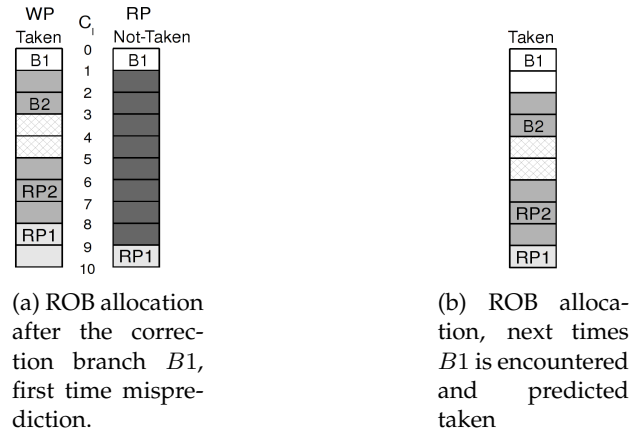 WP
C_I
RP
Taken
Not-Taken
0
B1
B1
1
2
B2
3
4
5
6
RP2
7
8
RP1
9
RP1
10
Taken
B1
B2
RP2
RP1
(a) ROB allocation
after the correc-
tion branch B1,
first time mispre-
diction.
(b) ROB alloca-
tion, next times
B1 is encountered
and predicted
taken